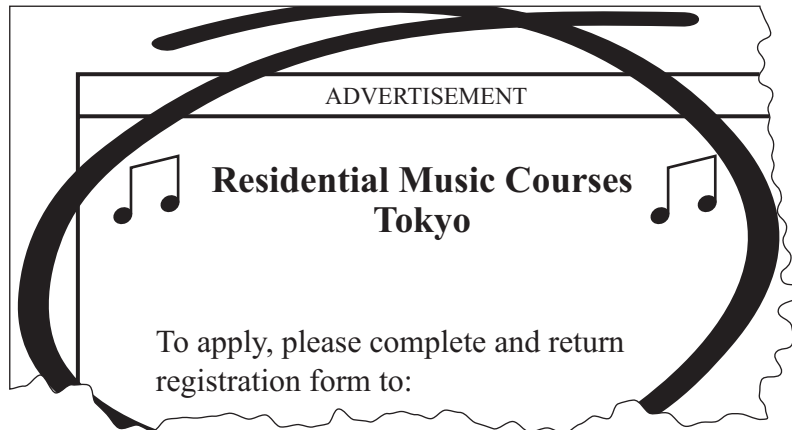 ADVERTISEMENT
Residential Music Courses
Tokyo
To apply, please complete and return
registration form to: